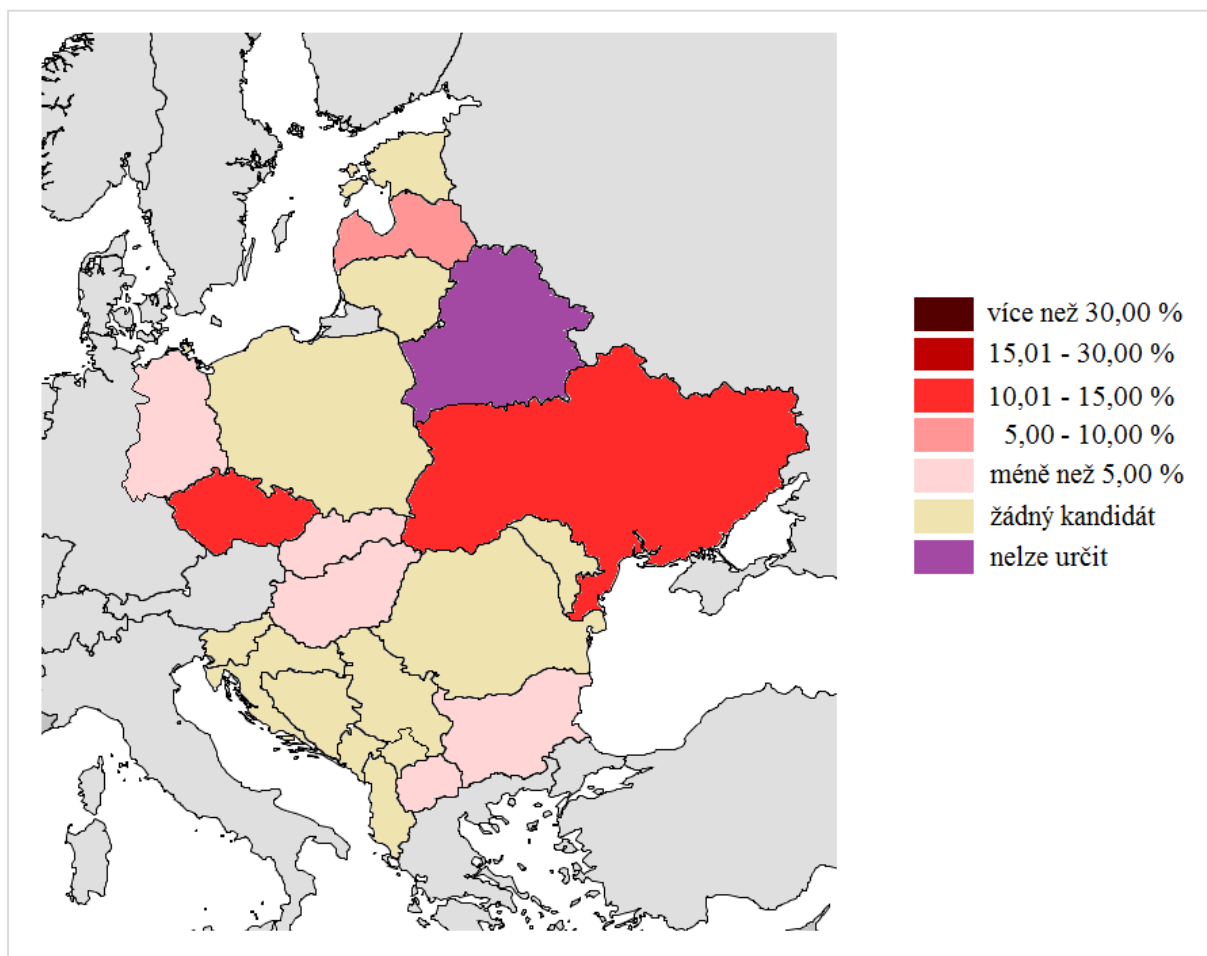 více než 30,00 %
15,01 - 30,00 %
10,01 - 15,00 %
5,00 - 10,00 %
méně než 5,00 %
žádný kandidát
nelze určit